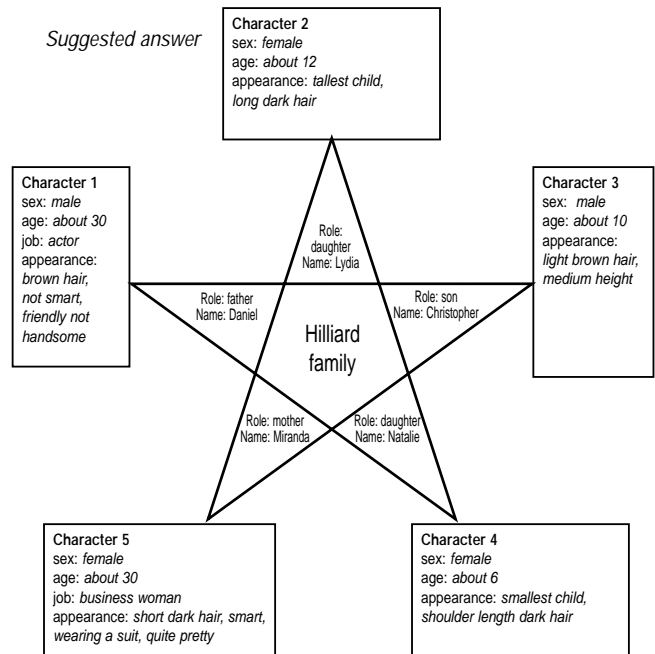 Suggested answer
Character 2
sex: female
age: about 12
appearance: tallest child,
long dark hair
Character 1
sex: male
age: about 30
job: actor
appearance:
brown hair,
not smart,
friendly not
handsome
Character 3
sex: male
age: about 10
appearance:
light brown hair,
medium height
Role:
daughter
Name: Lydia
Role: father
Name: Daniel
Role: son
Name: Christopher
Hilliard
family
Role: mother
Name: Miranda
Role: daughter
Name: Natalie
Character 5
sex: female
age: about 30
job: business woman
appearance: short dark hair, smart,
wearing a suit, quite pretty
Character 4
sex: female
age: about 6
appearance: smallest child,
shoulder length dark hair